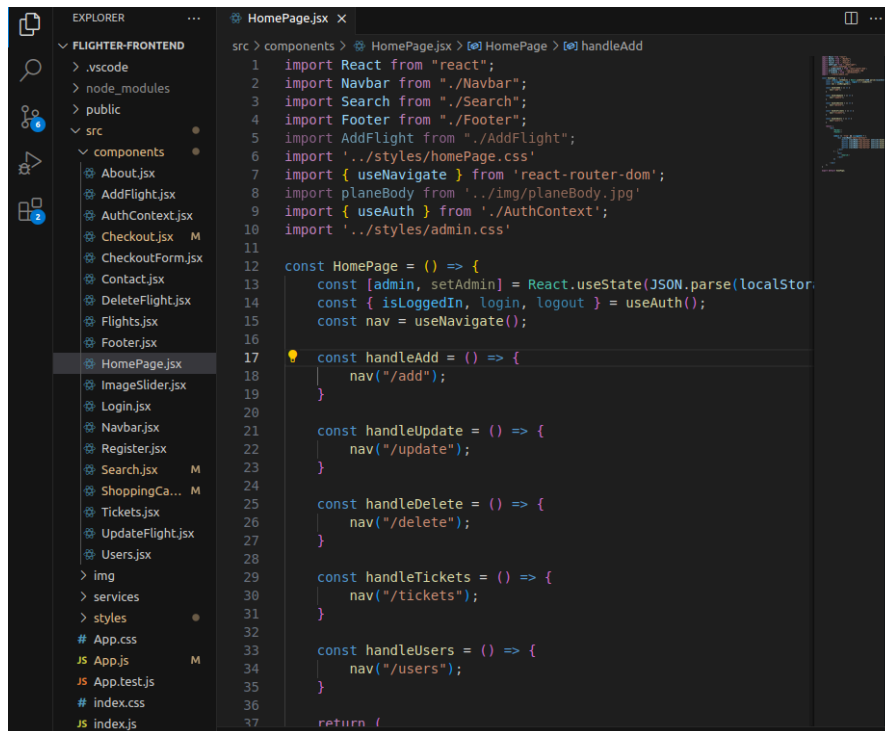 EXPLORER ...
FLIGHTER-FRONTEND
.vscode
node_modules
public
src
components
About.jsx
AddFlight.jsx
AuthContext.jsx
Checkout.jsx M
CheckoutForm.jsx
Contact.jsx
DeleteFlight.jsx
Flights.jsx
Footer.jsx
HomePage.jsx
ImageSlider.jsx
Login.jsx
Navbar.jsx
Register.jsx
Search.jsx M
ShoppingCa... M
Tickets.jsx
UpdateFlight.jsx
Users.jsx
img
services
styles
# App.css
JS App.js M
JS App.test.js
# index.css
JS index.js
6
2
HomePage.jsx
src > components > HomePage.jsx > HomePage > handleAdd
1 import React from "react";
2 import Navbar from "./Navbar";
3 import Search from "./Search";
4 import Footer from "./Footer";
5 import AddFlight from "./AddFlight";
6 import '../styles/homePage.css'
7 import { useNavigate } from 'react-router-dom';
8 import planeBody from '../img/planeBody.jpg'
9 import { useAuth } from './AuthContext';
10 import '../styles/admin.css'
11
12 const HomePage = () => {
13 const [admin, setAdmin] = React.useState(JSON.parse(localStor
14 const { isLoggedIn, login, logout } = useAuth();
15 const nav = useNavigate();
16
17 const handleAdd = () => {
18 nav("/add");
19 }
20
21 const handleUpdate = () => {
22 nav("/update");
23 }
24
25 const handleDelete = () => {
26 nav("/delete");
27 }
28
29 const handleTickets = () => {
30 nav("/tickets");
31 }
32
33 const handleUsers = () => {
34 nav("/users");
35 }
36
37 return (